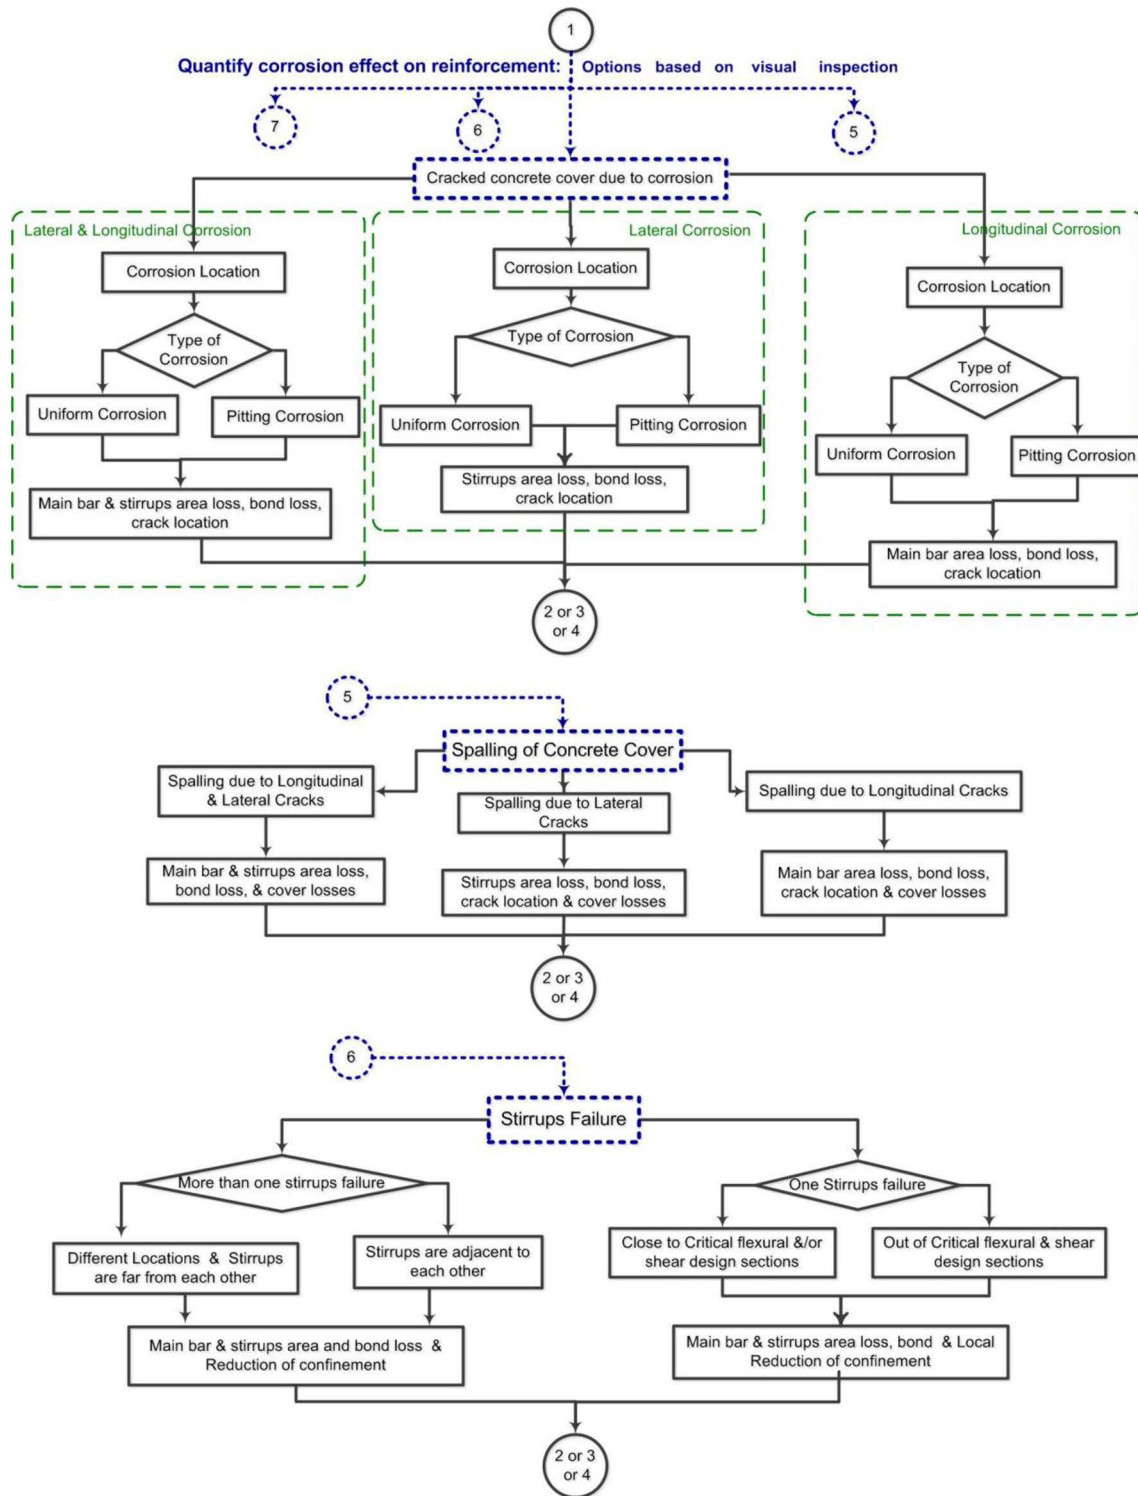 1
Quantify corrosion effect on reinforcement: Options based on visual inspection
7
6
5
Cracked concrete cover due to corrosion
Lateral & Longitudinal Corrosion
Corrosion Location
Type of
Corrosion
Uniform Corrosion
Pitting Corrosion
Main bar & stirrups area loss, bond loss,
crack location
Lateral Corrosion
Corrosion Location
Type of Corrosion
Uniform Corrosion
Pitting Corrosion
Stirrups area loss, bond loss,
crack location
Longitudinal Corrosion
Corrosion Location
Type of
Corrosion
Uniform Corrosion
Pitting Corrosion
Main bar area loss, bond loss,
crack location
2 or 3
or 4
5
Spalling of Concrete Cover
Spalling due to Longitudinal
& Lateral Cracks
Spalling due to Lateral
Cracks
Spalling due to Longitudinal Cracks
Main bar & stirrups area loss,
bond loss, & cover losses
Stirrups area loss, bond loss,
crack location & cover losses
Main bar area loss, bond loss,
crack location & cover losses
2 or 3
or 4
6
Stirrups Failure
More than one stirrups failure
One Stirrups failure
Different Locations & Stirrups
are far from each other
Stirrups are adjacent to
each other
Close to Critical flexural &/or
shear design sections
Out of Critical flexural & shear
design sections
Main bar & stirrups area and bond loss &
Reduction of confinement
Main bar & stirrups area loss, bond & Local
Reduction of confinement
2 or 3
or 4